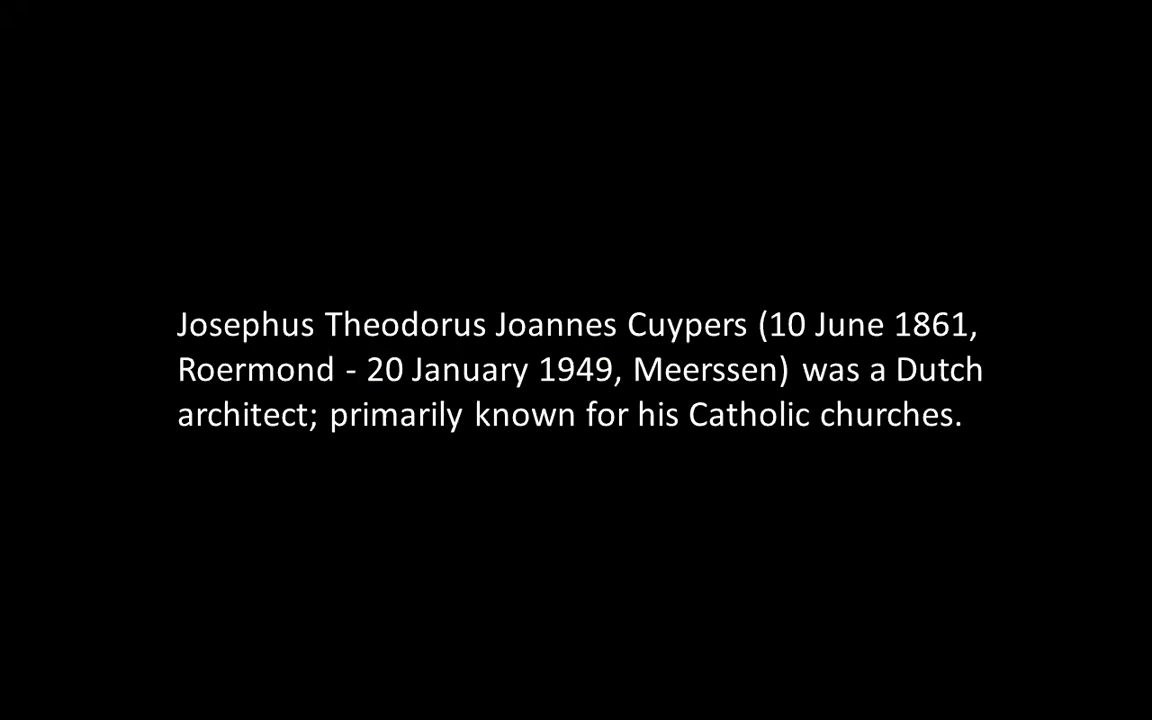 Josephus Theodorus Joannes Cuypers (10 June 1861,
Roermond - 20 January 1949, Meerssen) was a Dutch
architect; primarily known for his Catholic churches.